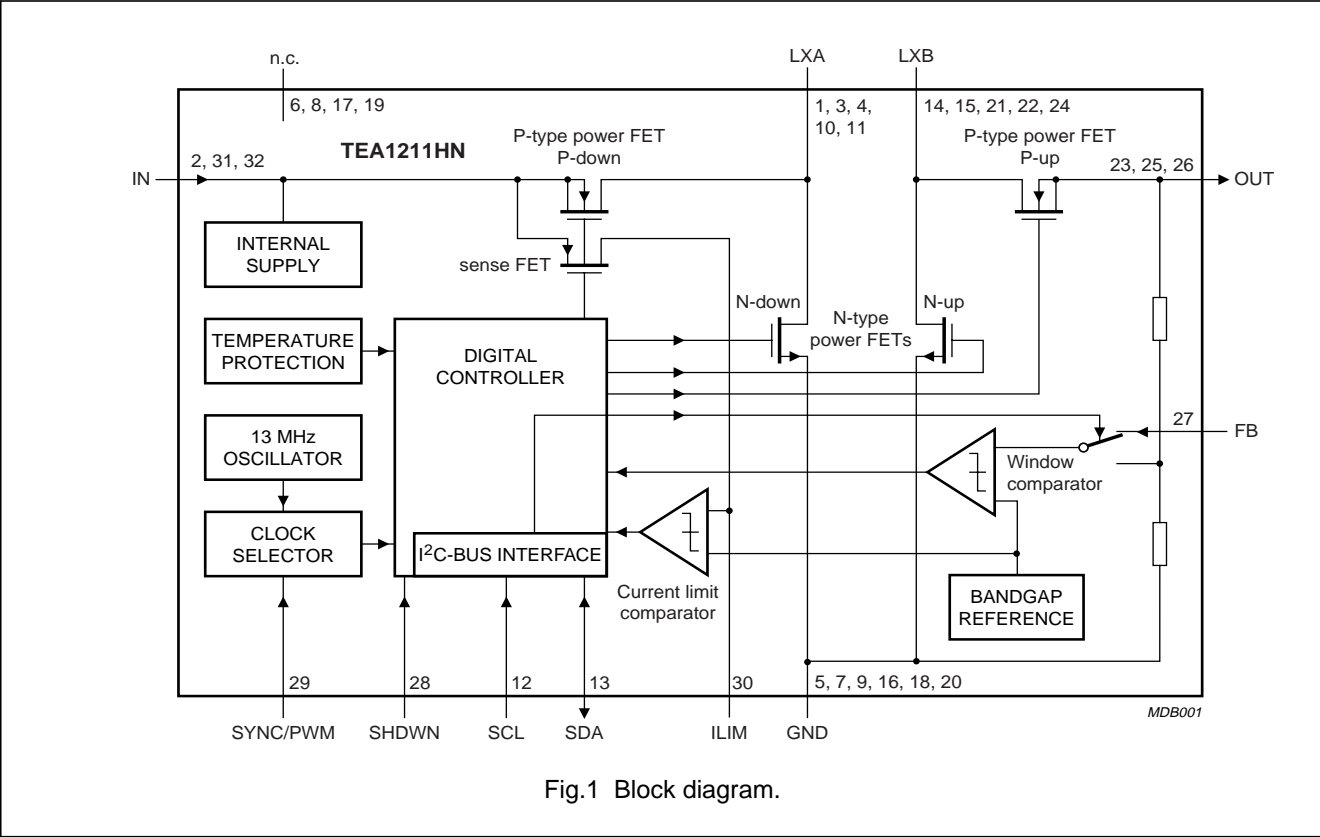 n.c.
LXA
LXB
6, 8, 17, 19
1, 3, 4,
10, 11
14, 15, 21, 22, 24
TEA1211HN
P-type power FET
P-down
P-type power FET
P-up
IN
2, 31, 32
23, 25, 26
OUT
INTERNAL
SUPPLY
sense FET
N-down
N-up
N-type
power FETs
TEMPERATURE
PROTECTION
DIGITAL
CONTROLLER
13 MHz
OSCILLATOR
27
FB
Window
comparator
CLOCK
SELECTOR
I²C-BUS INTERFACE
Current limit
comparator
BANDGAP
REFERENCE
29
28
12
13
30
5, 7, 9, 16, 18, 20
SYNC/PWM
SHDWN
SCL
SDA
ILIM
GND
MDB001
Fig.1 Block diagram.